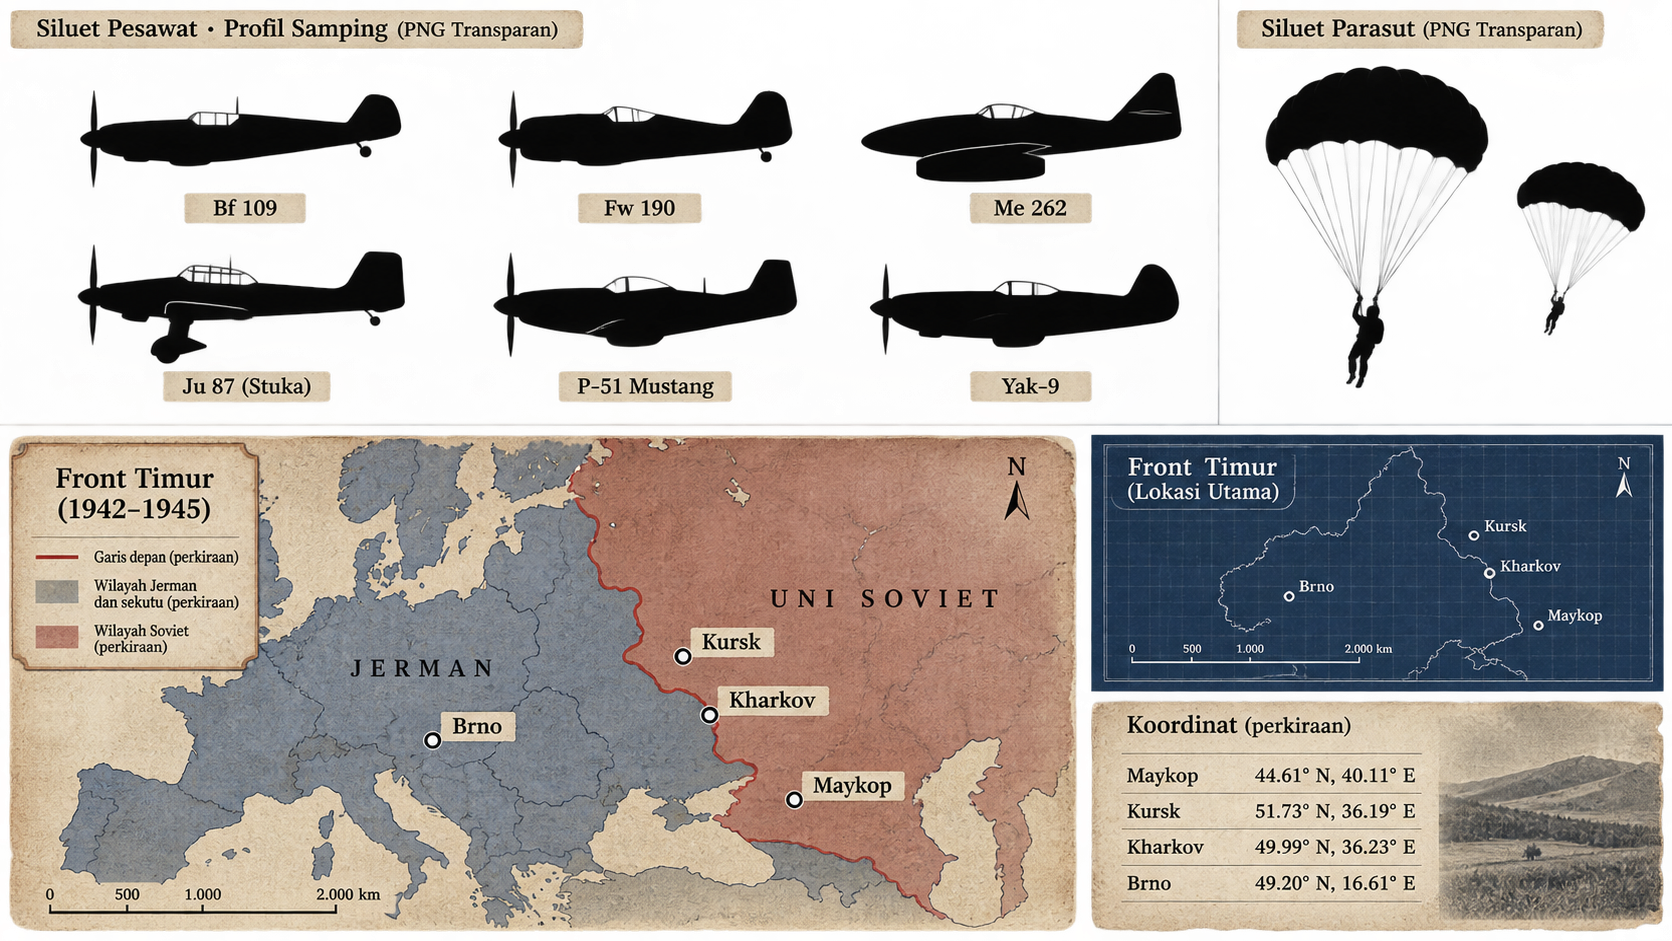 Siluet Pesawat • Profil Samping (PNG Transparan)
Bf 109
Fw 190
Me 262
Ju 87 (Stuka)
P-51 Mustang
Yak-9
Siluet Parasut (PNG Transparan)
Front Timur
(1942–1945)
Garis depan (perkiraan)
Wilayah Jerman
dan sekutu (perkiraan)
Wilayah Soviet
(perkiraan)
N
UNI SOVIET
JERMAN
Kursk
Kharkov
Brno
Maykop
0 500 1.000 2.000 km
Front Timur
(Lokasi Utama)
N
Kursk
Kharkov
Brno
Maykop
0 500 1.000 2.000 km
Koordinat (perkiraan)
Maykop 44.61° N, 40.11° E
Kursk 51.73° N, 36.19° E
Kharkov 49.99° N, 36.23° E
Brno 49.20° N, 16.61° E